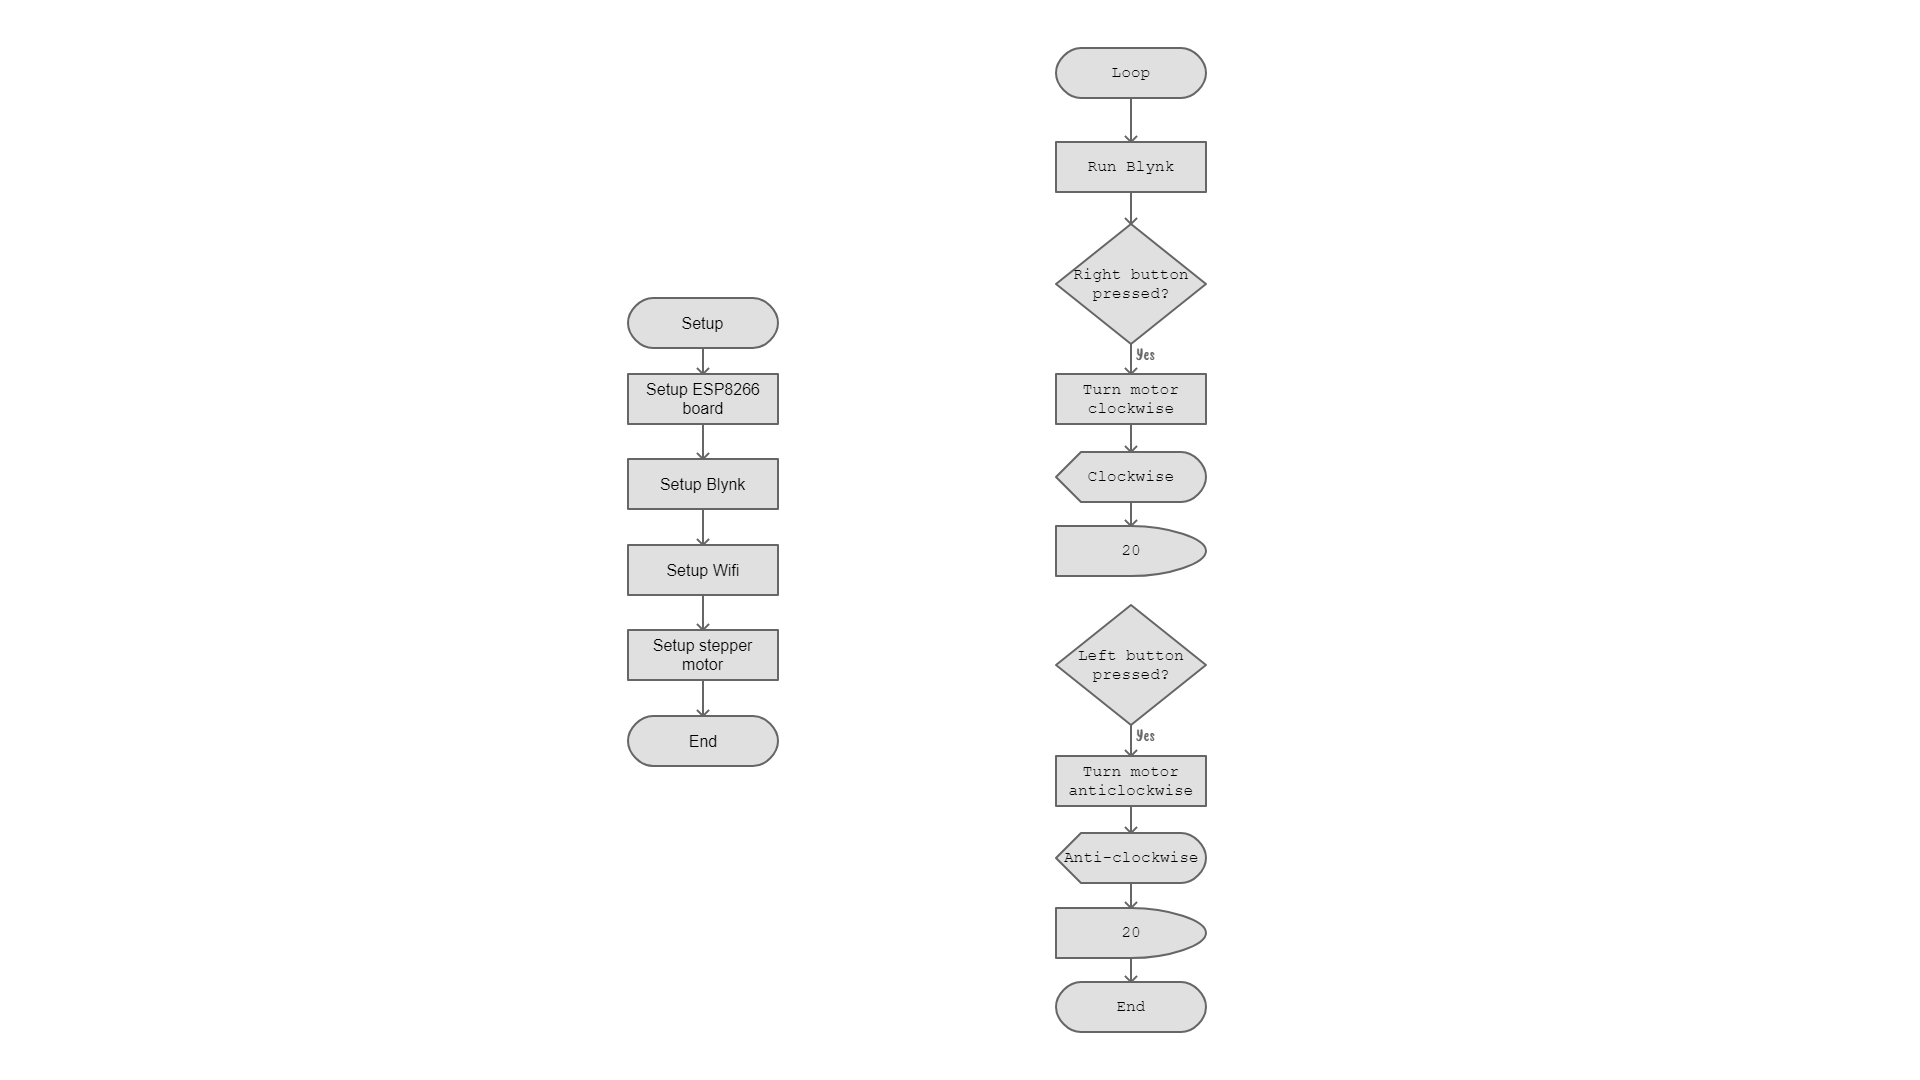 Setup
Setup ESP8266
board
Setup Blynk
Setup Wifi
Setup stepper
motor
End
Loop
Run Blynk
Right button
pressed?
Yes
Turn motor
clockwise
Clockwise
20
Left button
pressed?
Yes
Turn motor
anticlockwise
Anti-clockwise
20
End